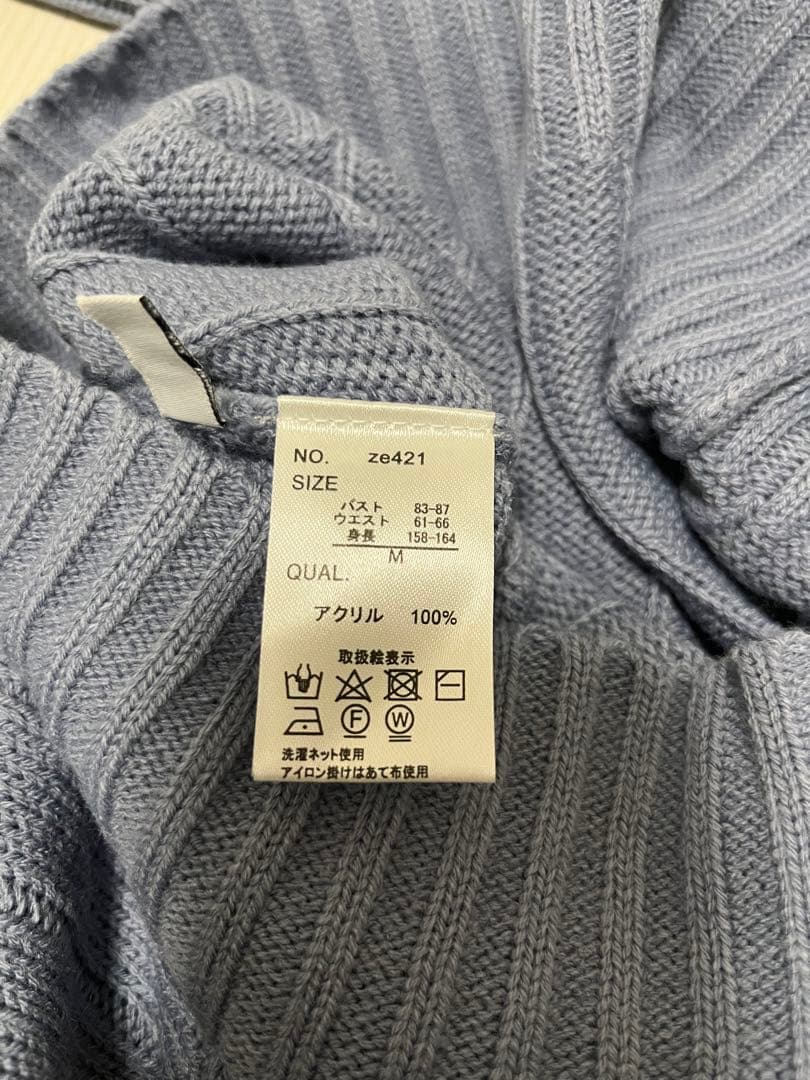 NO. ze421
SIZE
バスト 83-87
ウエスト 61-66
身長 158-164
M
QUAL.
アクリル 100%
取扱絵表示
F W
洗濯ネット使用
アイロン掛けはあて布使用